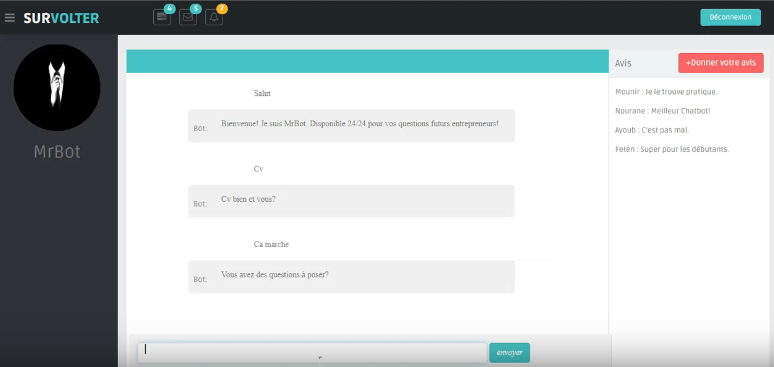 SURVOLTER
4
5
7
Déconnexion
MrBot
Salut
Bot:
Bienvenue! Je suis MrBot. Disponible 24/24 pour vos questions futurs entrepreneurs!
Cv
Bot:
Cv bien et vous?
Ca marche
Bot:
Vous avez des questions à poser?
envoyer
Avis
+Donner votre avis
Mounir : Je le trouve pratique.
Nourane : Meilleur Chatbot!
Ayoub : C'est pas mal.
Feten : Super pour les débutants.